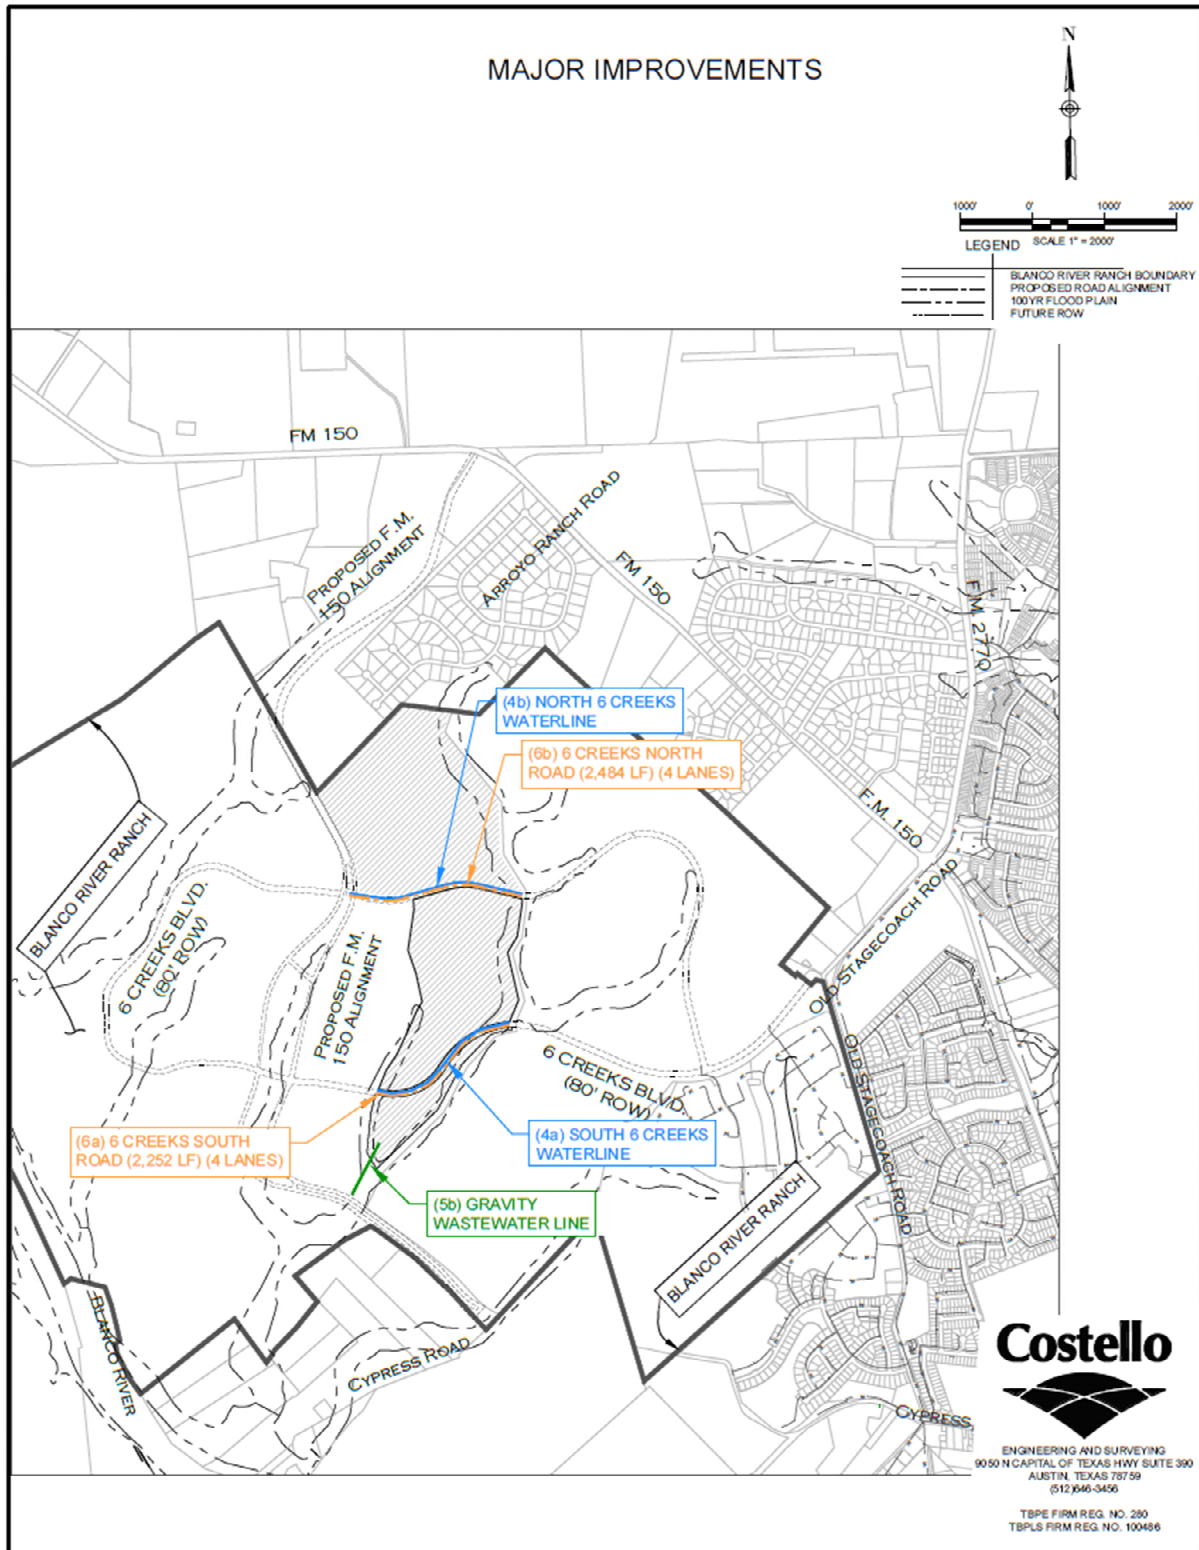 MAJOR IMPROVEMENTS
N
1000' 0' 1000' 2000'
LEGEND SCALE 1" = 2000'
BLANCO RIVER RANCH BOUNDARY
PROPOSED ROAD ALIGNMENT
100YR FLOOD PLAIN
FUTURE ROW
FM 150
PROPOSED F.M.
150 ALIGNMENT
ARROYO RANCH ROAD
FM 150
F.M. 2770
(4b) NORTH 6 CREEKS
WATERLINE
(6b) 6 CREEKS NORTH
ROAD (2,484 LF) (4 LANES)
F.M. 150
BLANCO RIVER RANCH
6 CREEKS BLVD.
(80' ROW)
PROPOSED F.M.
150 ALIGNMENT
OLD STAGECOACH ROAD
OLD STAGECOACH ROAD
6 CREEKS BLVD.
(80' ROW)
(6a) 6 CREEKS SOUTH
ROAD (2,252 LF) (4 LANES)
(4a) SOUTH 6 CREEKS
WATERLINE
(5b) GRAVITY
WASTEWATER LINE
BLANCO RIVER RANCH
BLANCO RIVER
CYPRESS ROAD
CYPRESS
Costello
ENGINEERING AND SURVEYING
9050 N CAPITAL OF TEXAS HWY SUITE 390
AUSTIN, TEXAS 78759
(512)646-3456
TBPE FIRM REG. NO. 280
TBPLS FIRM REG. NO. 100486